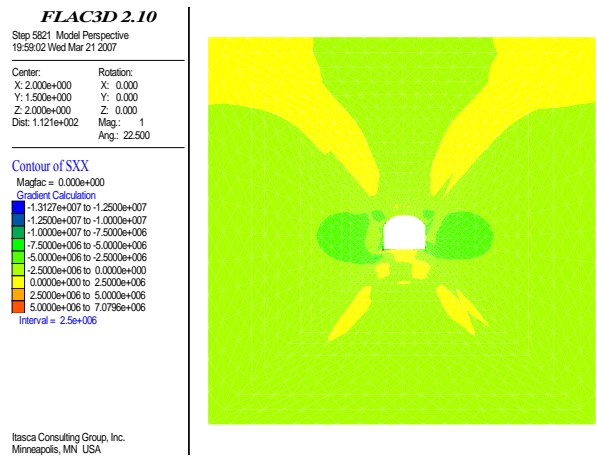 FLAC3D 2.10
Step 5821 Model Perspective
19:59:02 Wed Mar 21 2007
Center: Rotation:
X: 2.000e+000 X: 0.000
Y: 1.500e+000 Y: 0.000
Z: 2.000e+000 Z: 0.000
Dist: 1.121e+002 Mag.: 1
Ang.: 22.500
Contour of SXX
Magfac = 0.000e+000
Gradient Calculation
-1.3127e+007 to -1.2500e+007
-1.2500e+007 to -1.0000e+007
-1.0000e+007 to -7.5000e+006
-7.5000e+006 to -5.0000e+006
-5.0000e+006 to -2.5000e+006
-2.5000e+006 to 0.0000e+000
0.0000e+000 to 2.5000e+006
2.5000e+006 to 5.0000e+006
5.0000e+006 to 7.0796e+006
Interval = 2.5e+006
Itasca Consulting Group, Inc.
Minneapolis, MN USA